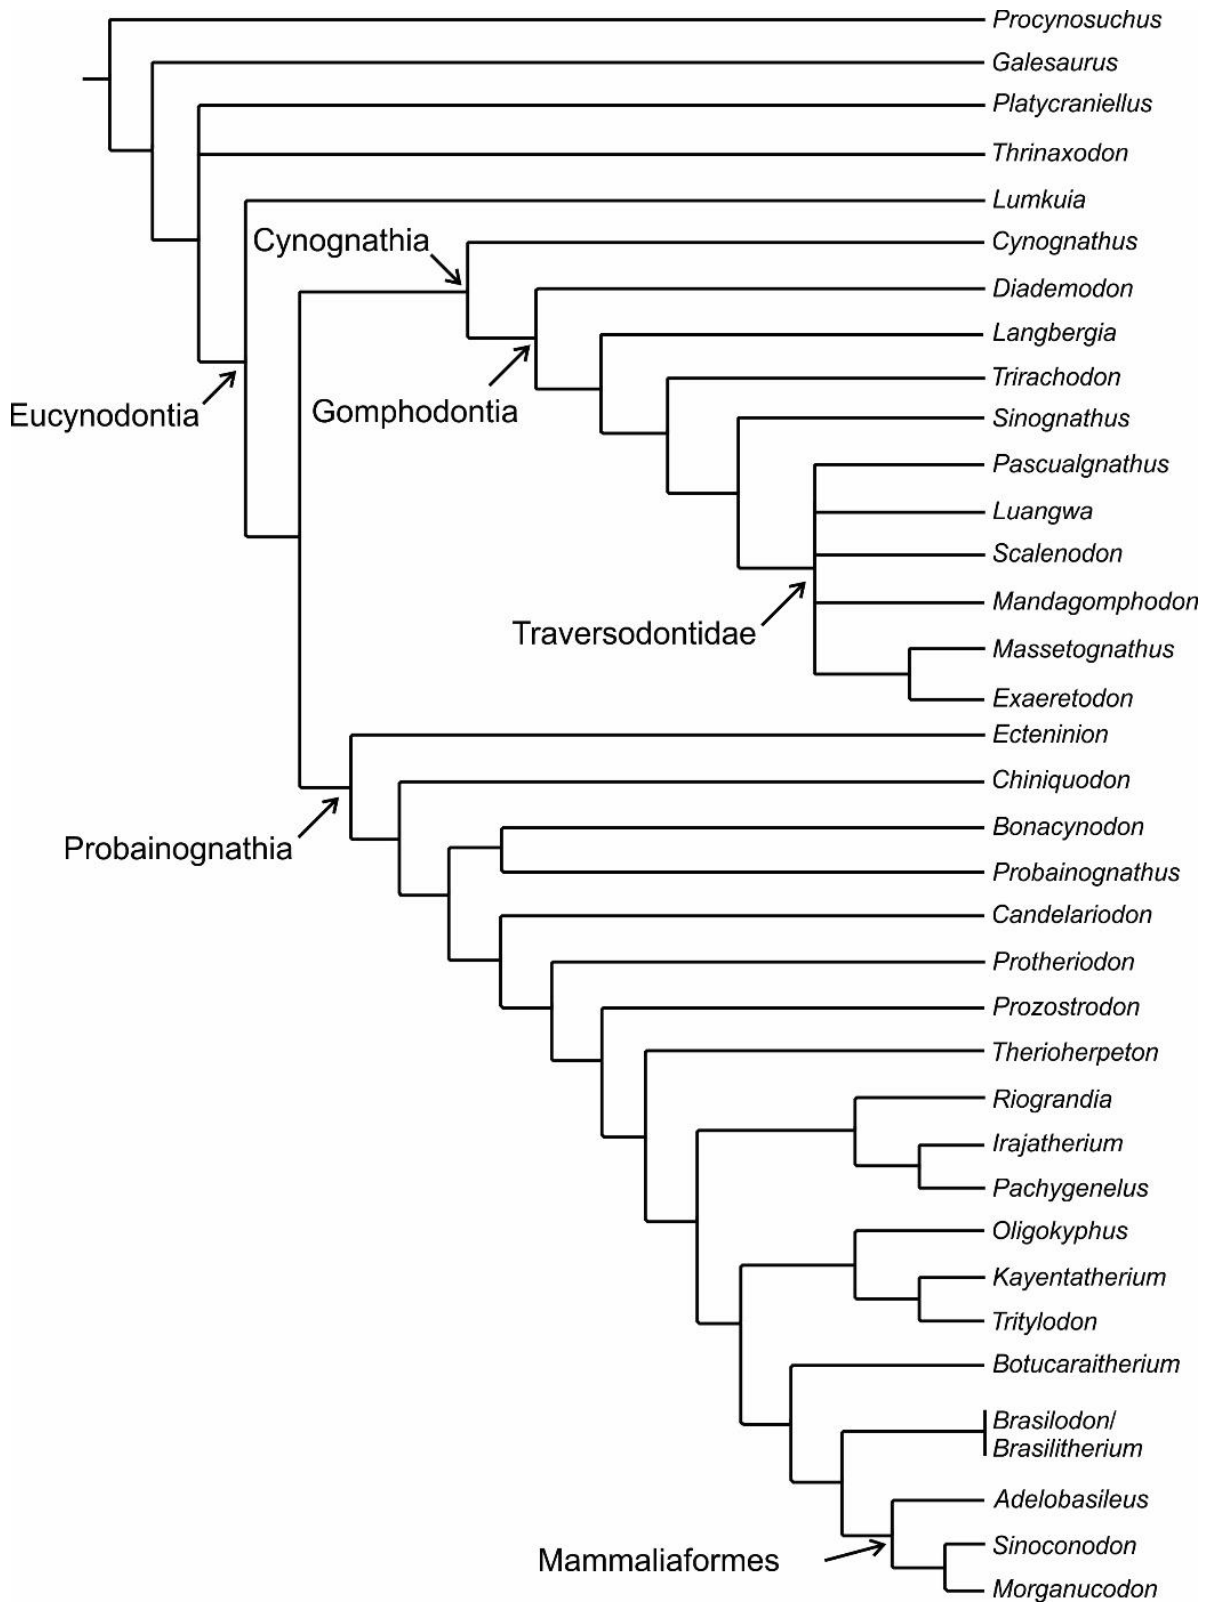 Procynosuchus
Galesaurus
Platycraniellus
Thrinaxodon
Lumkuia
Cynognathia
Cynognathus
Diademodon
Langbergia
Trirachodon
Eucynodontia
Gomphodontia
Sinognathus
Pascualgnathus
Luangwa
Scalenodon
Mandagomphodon
Traversodontidae
Massetognathus
Exaeretodon
Ecteninion
Chiniquodon
Bonacynodon
Probainognathia
Probainognathus
Candelariodon
Protheriodon
Prozostrodon
Therioherpeton
Riograndia
Irajatherium
Pachygenelus
Oligokyphus
Kayentatherium
Tritylodon
Botucaraitherium
Brasilodon/
Brasilitherium
Adelobasileus
Sinoconodon
Mammaliaformes
Morganucodon